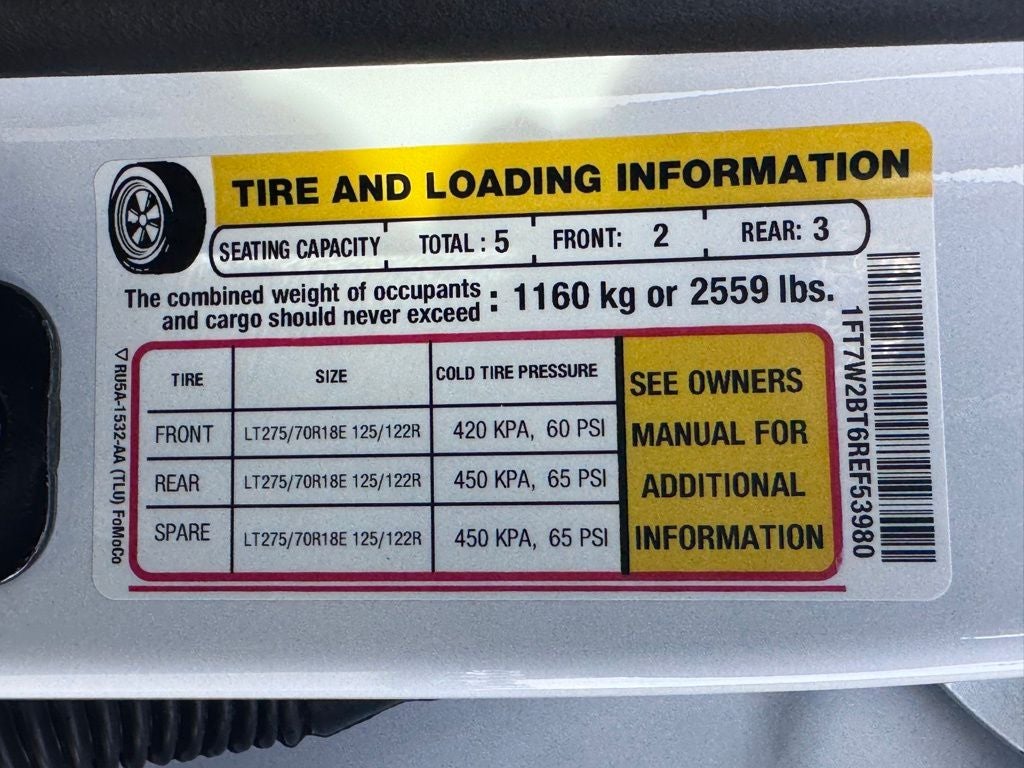 TIRE AND LOADING INFORMATION
SEATING CAPACITY TOTAL : 5 FRONT: 2 REAR: 3
The combined weight of occupants
and cargo should never exceed : 1160 kg or 2559 lbs.
TIRE SIZE COLD TIRE PRESSURE
FRONT LT275/70R18E 125/122R 420 KPA, 60 PSI
REAR LT275/70R18E 125/122R 450 KPA, 65 PSI
SPARE LT275/70R18E 125/122R 450 KPA, 65 PSI
SEE OWNERS
MANUAL FOR
ADDITIONAL
INFORMATION
▽RU5A-1532-AA (TLU) FoMoCo
1FT7W2BT6REF53980